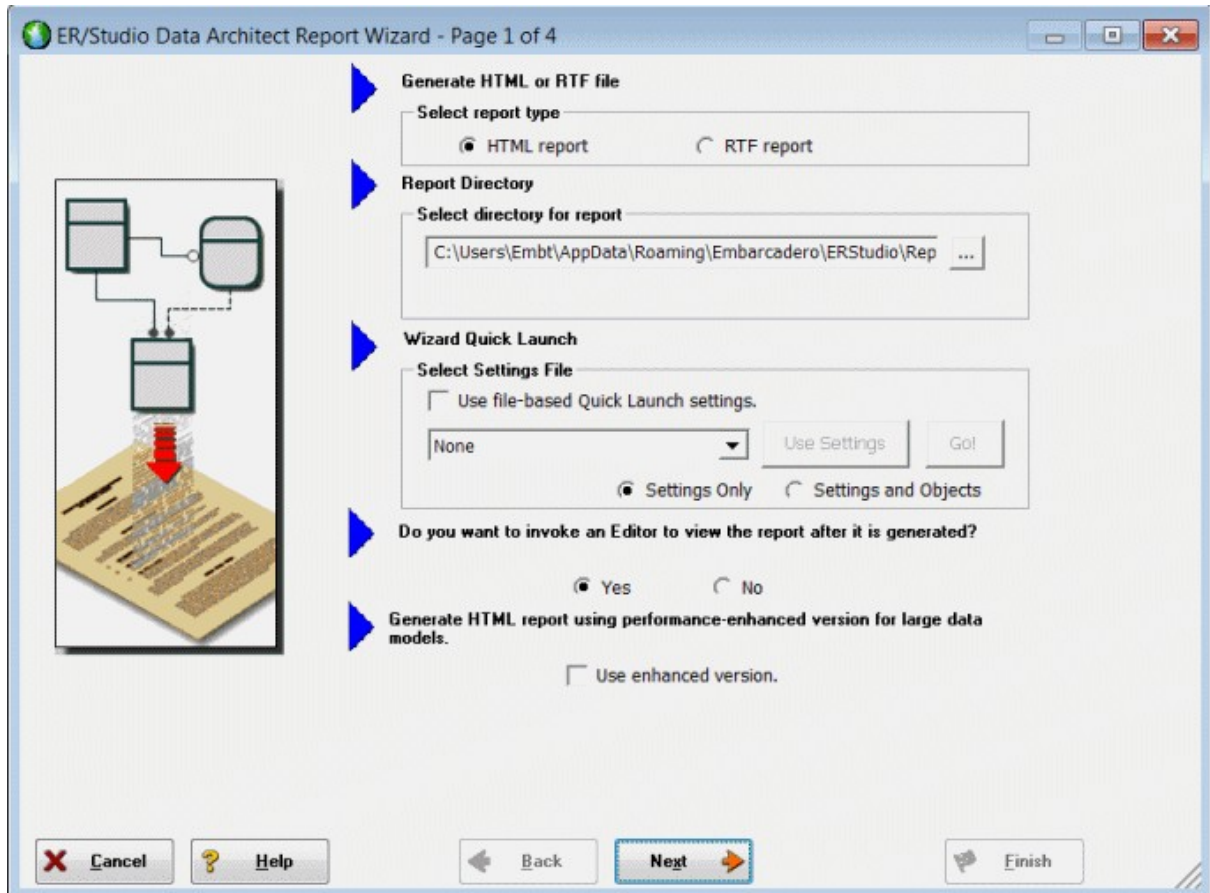 ER/Studio Data Architect Report Wizard - Page 1 of 4
Generate HTML or RTF file
Select report type
HTML report RTF report
Report Directory
Select directory for report
C:\Users\Embt\AppData\Roaming\Embarcadero\ERStudio\Rep ...
Wizard Quick Launch
Select Settings File
Use file-based Quick Launch settings.
None Use Settings Go!
Settings Only Settings and Objects
Do you want to invoke an Editor to view the report after it is generated?
Yes No
Generate HTML report using performance-enhanced version for large data
models.
Use enhanced version.
Cancel Help Back Next Finish